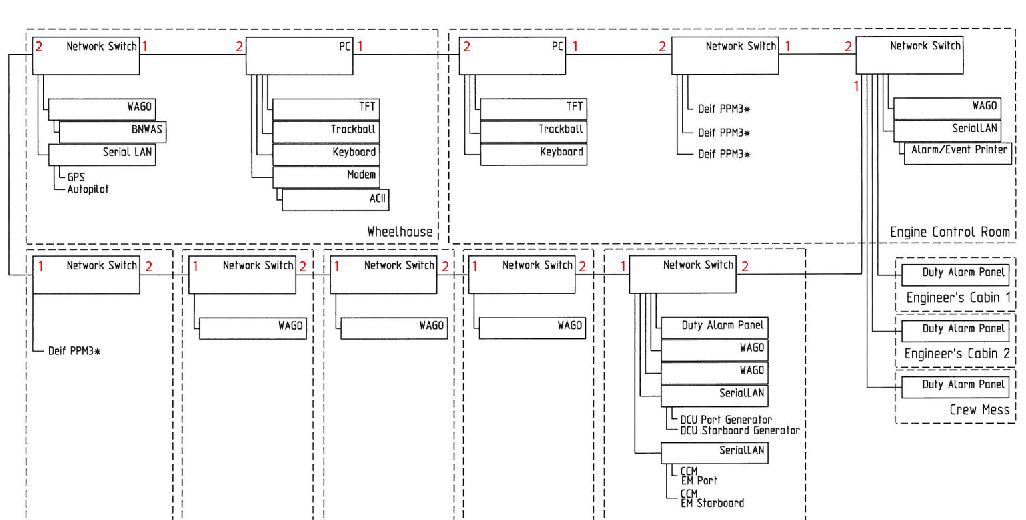 2 Network Switch 1
2 PC 1
2 PC 1
2 Network Switch 1
2 Network Switch
1
WAGO
BNWAS
Serial LAN
GPS
Autopilot
TFT
Trackball
Keyboard
Modem
ACII
TFT
Trackball
Keyboard
Deif PPM3*
Deif PPM3*
Deif PPM3*
WAGO
SerialLAN
Alarm/Event Printer
Wheelhouse
Engine Control Room
1 Network Switch 2
1 Network Switch 2
1 Network Switch 2
1 Network Switch 2
1 Network Switch 2
Deif PPM3*
WAGO
WAGO
WAGO
Duty Alarm Panel
WAGO
WAGO
SerialLAN
DCU Port Generator
DCU Starboard Generator
SerialLAN
CCM
EM Port
CCM
EM Starboard
Duty Alarm Panel
Engineer's Cabin 1
Duty Alarm Panel
Engineer's Cabin 2
Duty Alarm Panel
Crew Mess